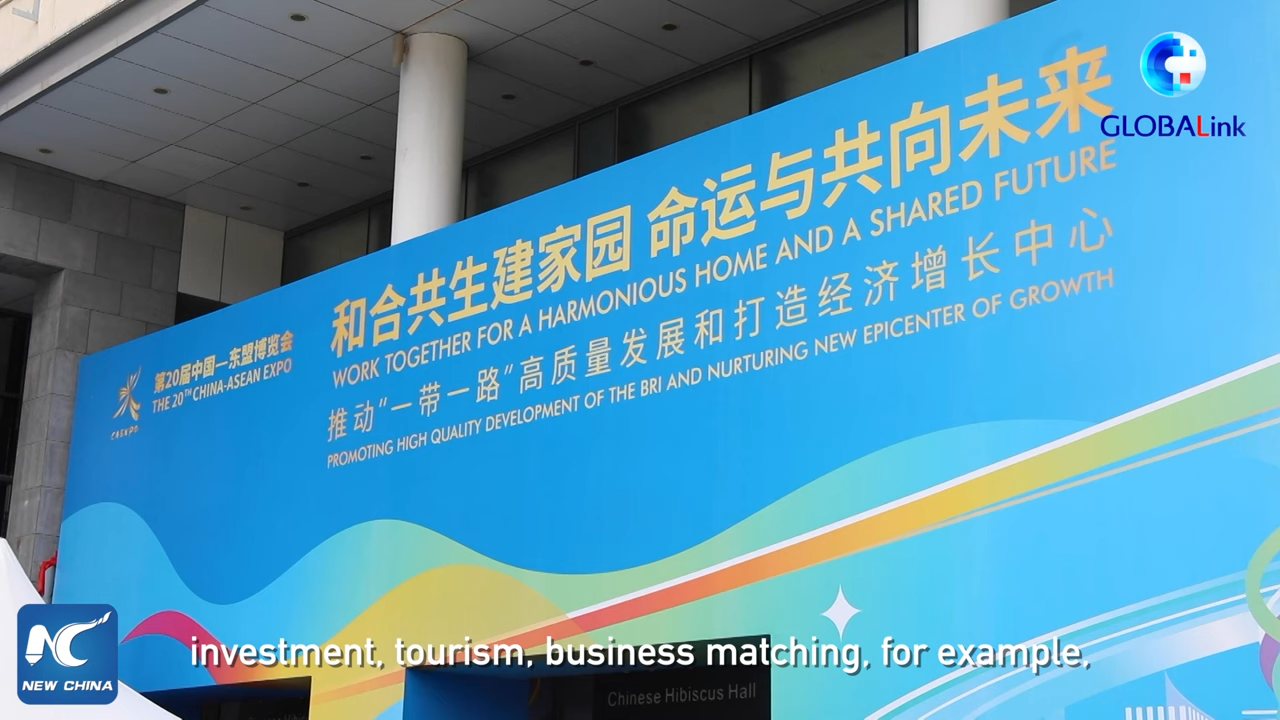 GLOBALink
和合共生建家园 命运与共向未来
WORK TOGETHER FOR A HARMONIOUS HOME AND A SHARED FUTURE
推动“一带一路”高质量发展和打造经济增长中心
PROMOTING HIGH QUALITY DEVELOPMENT OF THE BRI AND NURTURING NEW EPICENTER OF GROWTH
第20届中国—东盟博览会
THE 20TH CHINA-ASEAN EXPO
CAEXPO
investment, tourism, business matching, for example,
Chinese Hibiscus Hall
NC
NEW CHINA